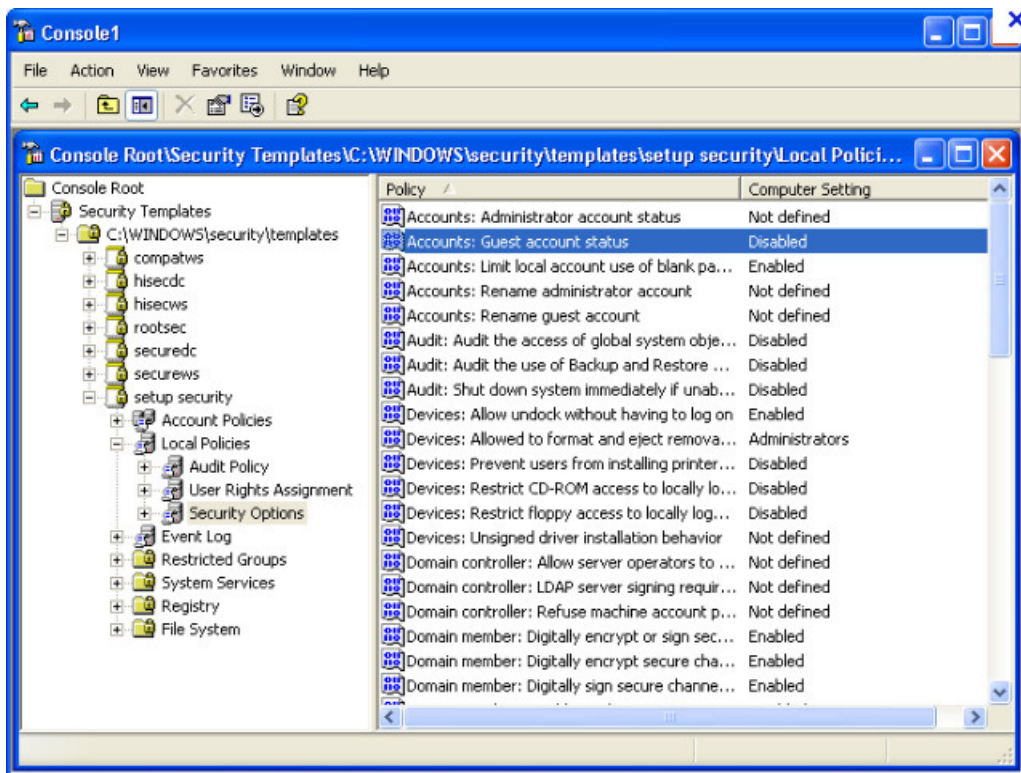 Console1
File Action View Favorites Window Help
Console Root\Security Templates\C:\WINDOWS\security\templates\setup security\Local Polici...
Console Root
Security Templates
C:\WINDOWS\security\templates
compatws
hisecdc
hisecws
rootsec
securedc
securews
setup security
Account Policies
Local Policies
Audit Policy
User Rights Assignment
Security Options
Event Log
Restricted Groups
System Services
Registry
File System
Policy Computer Setting
Accounts: Administrator account status Not defined
Accounts: Guest account status Disabled
Accounts: Limit local account use of blank pa... Enabled
Accounts: Rename administrator account Not defined
Accounts: Rename guest account Not defined
Audit: Audit the access of global system obje... Disabled
Audit: Audit the use of Backup and Restore ... Disabled
Audit: Shut down system immediately if unab... Disabled
Devices: Allow undock without having to log on Enabled
Devices: Allowed to format and eject remova... Administrators
Devices: Prevent users from installing printer... Disabled
Devices: Restrict CD-ROM access to locally lo... Disabled
Devices: Restrict floppy access to locally log... Disabled
Devices: Unsigned driver installation behavior Not defined
Domain controller: Allow server operators to ... Not defined
Domain controller: LDAP server signing requir... Not defined
Domain controller: Refuse machine account p... Not defined
Domain member: Digitally encrypt or sign sec... Enabled
Domain member: Digitally encrypt secure cha... Enabled
Domain member: Digitally sign secure channe... Enabled